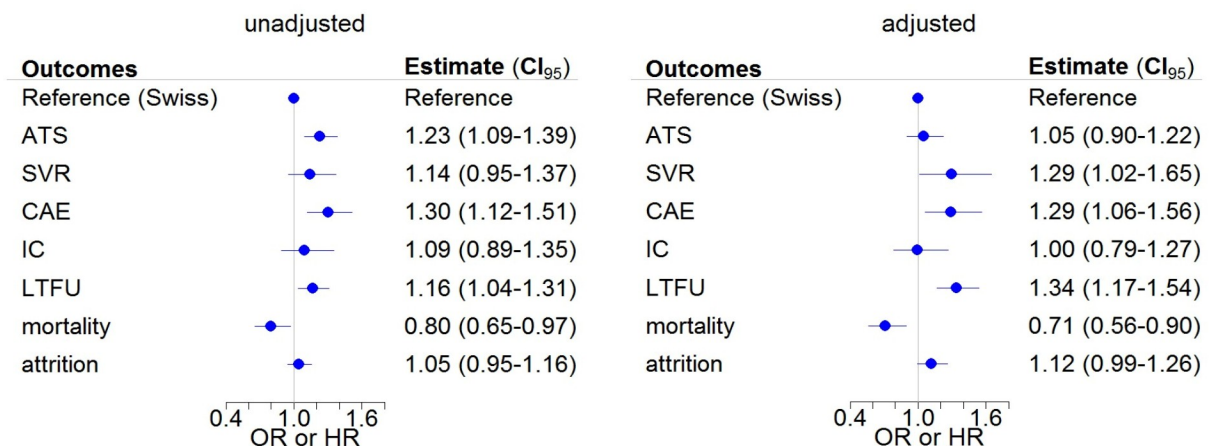 unadjusted
Outcomes Estimate (CI95)
Reference (Swiss) Reference
ATS 1.23 (1.09-1.39)
SVR 1.14 (0.95-1.37)
CAE 1.30 (1.12-1.51)
IC 1.09 (0.89-1.35)
LTFU 1.16 (1.04-1.31)
mortality 0.80 (0.65-0.97)
attrition 1.05 (0.95-1.16)
0.4 1.0 1.6
OR or HR
adjusted
Outcomes Estimate (CI95)
Reference (Swiss) Reference
ATS 1.05 (0.90-1.22)
SVR 1.29 (1.02-1.65)
CAE 1.29 (1.06-1.56)
IC 1.00 (0.79-1.27)
LTFU 1.34 (1.17-1.54)
mortality 0.71 (0.56-0.90)
attrition 1.12 (0.99-1.26)
0.4 1.0 1.6
OR or HR